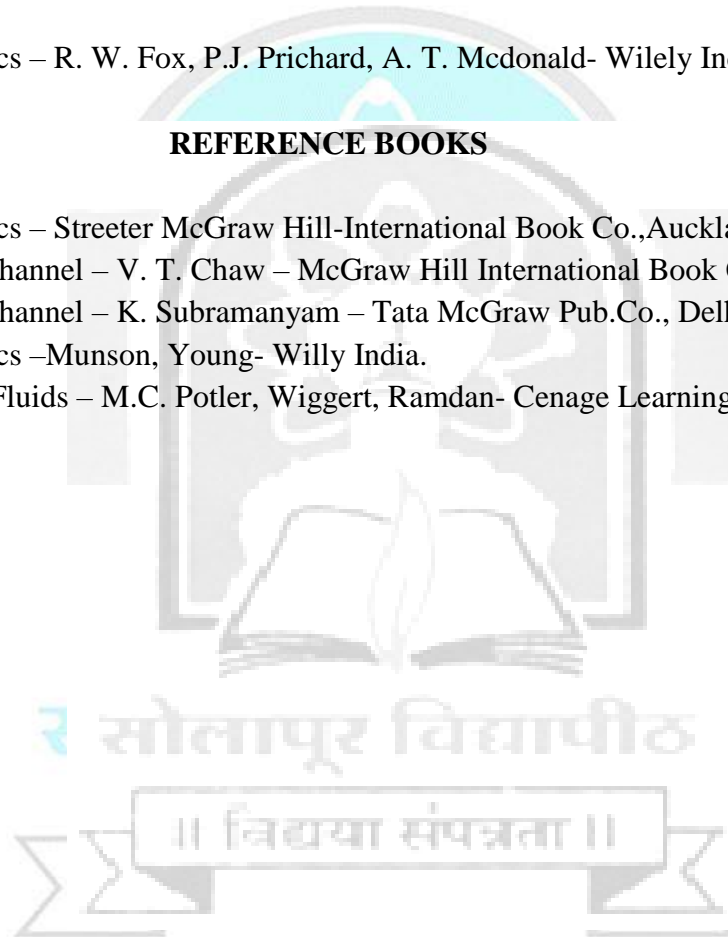 cs – R. W. Fox, P.J. Prichard, A. T. Mcdonald- Wilely In
REFERENCE BOOKS
cs – Streeter McGraw Hill-International Book Co.,Auckla
hannel – V. T. Chaw – McGraw Hill International Book
hannel – K. Subramanyam – Tata McGraw Pub.Co., Dell
cs –Munson, Young- Willy India.
Fluids – M.C. Potler, Wiggert, Ramdan- Cenage Learning
सोलापूर विद्यापीठ
॥ विद्यया संपन्नता ॥